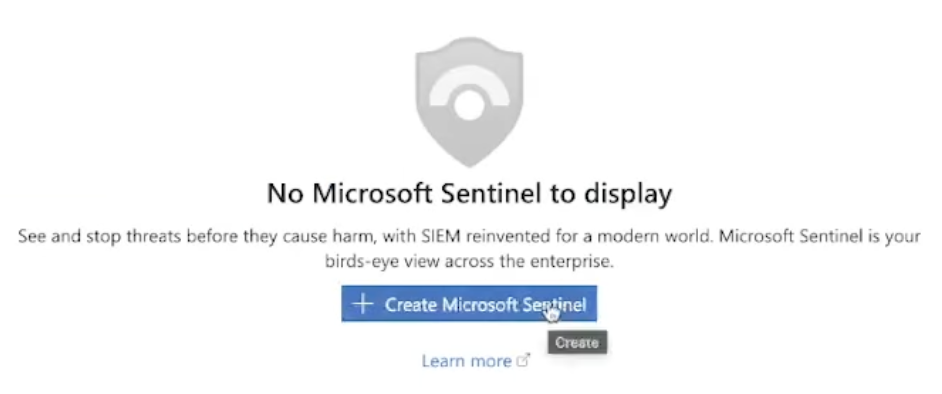 No Microsoft Sentinel to display
See and stop threats before they cause harm, with SIEM reinvented for a modern world. Microsoft Sentinel is your
birds-eye view across the enterprise.
+ Create Microsoft Sentinel
Create
Learn more